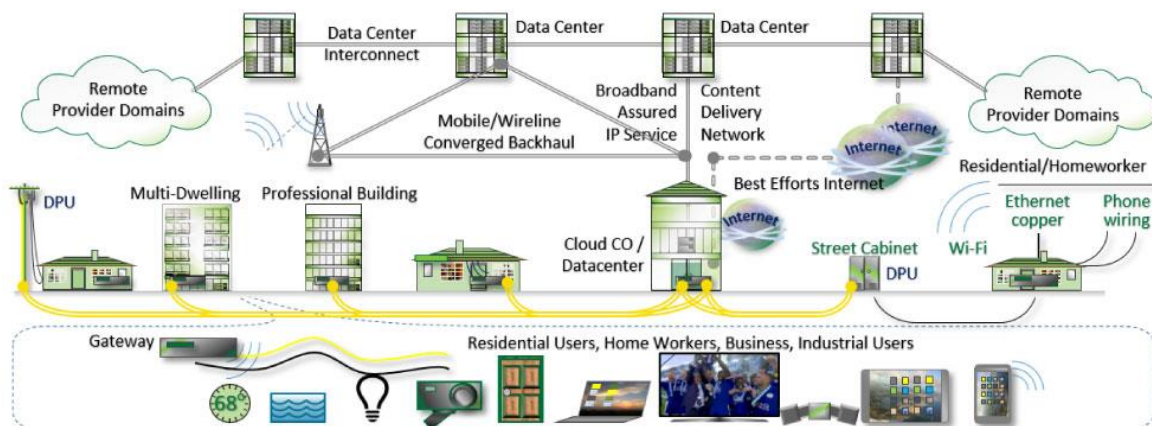 Data Center
Interconnect
Data Center
Data Center
Remote
Provider Domains
Remote
Provider Domains
Broadband
Assured
IP Service
Content
Delivery
Network
Mobile/Wireline
Converged Backhaul
Internet
Internet
Residential/Homeworker
DPU
Multi-Dwelling
Professional Building
Best Efforts Internet
Ethernet
copper
Phone
wiring
Internet
Cloud CO /
Datacenter
Street Cabinet
Wi-Fi
DPU
Gateway
Residential Users, Home Workers, Business, Industrial Users
68°